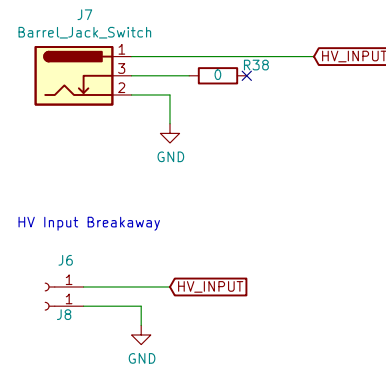 J7
Barrel_Jack_Switch
1
HV_INPUT
3
0
R38
2
GND
HV Input Breakaway
J6
1
HV_INPUT
1
J8
GND